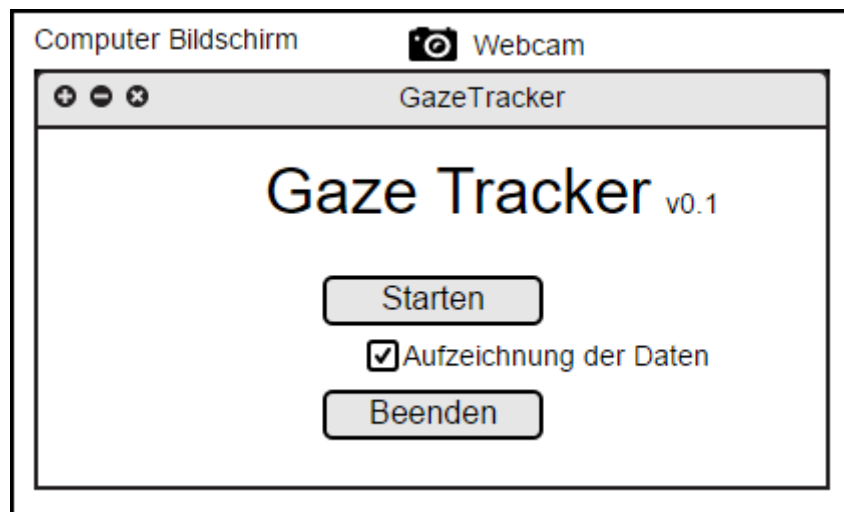 Computer Bildschirm Webcam
GazeTracker
Gaze Tracker v0.1
Starten
Aufzeichnung der Daten
Beenden